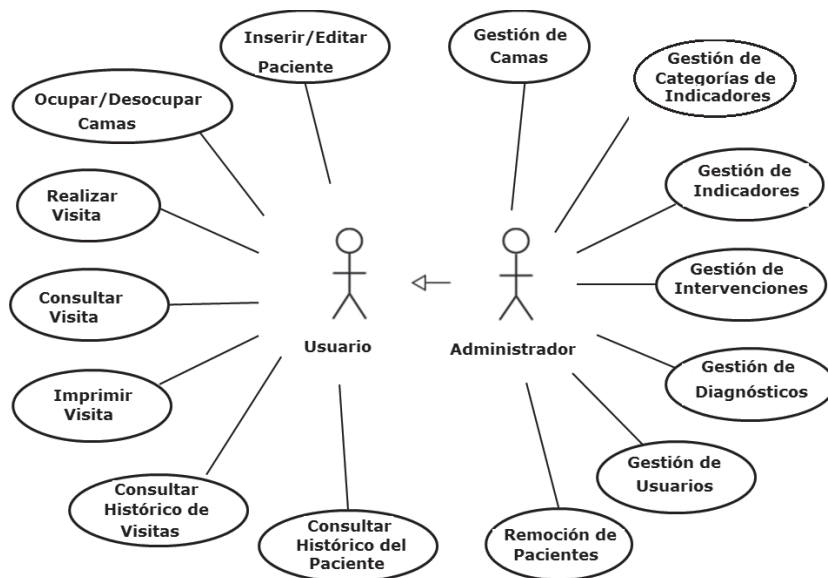 Inserir/Editar
Paciente
Gestión de
Camas
Gestión de
Categorías de
Indicadores
Ocupar/Desocupar
Camas
Gestión de
Indicadores
Realizar
Visita
Gestión de
Intervenciones
Consultar
Visita
Usuario
Administrador
Gestión de
Diagnósticos
Imprimir
Visita
Gestión de
Usuarios
Consultar
Histórico de
Visitas
Consultar
Histórico del
Paciente
Remoción de
Pacientes